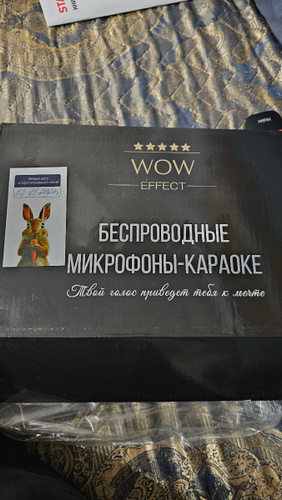 WOW
EFFECT
БЕСПРОВОДНЫЕ
МИКРОФОНЫ-КАРАОКЕ
Твой голос приведет тебя к мечте